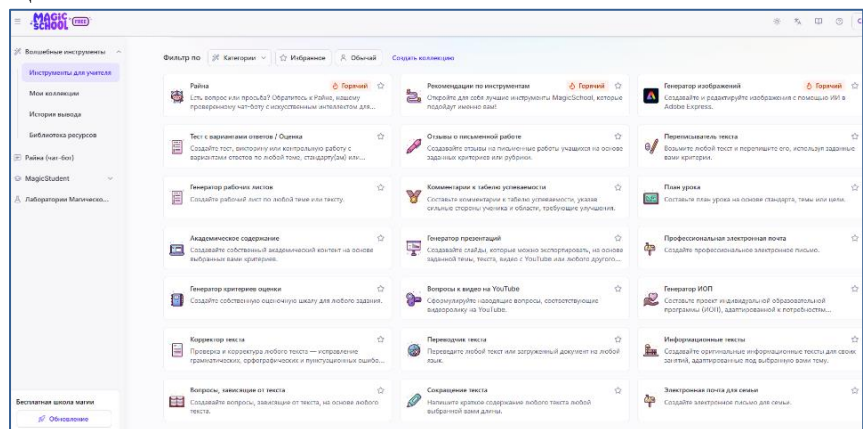 MAGIC SCHOOL FREE
Волшебные инструменты
Инструменты для учителя
Мои коллекции
История вывода
Библиотека ресурсов
Райна (чат-бот)
MagicStudent
Лаборатории Магическо...
Бесплатная школа магии
Обновление
Фильтр по
Категории
Избранное
Обычай
Создать коллекцию
Райна
Горячий
Есть вопрос или просьба? Обратитесь к Райне, нашему
проверенному чат-боту с искусственным интеллектом для...
Рекомендации по инструментам
Горячий
Откройте для себя лучшие инструменты MagicSchool, которые
подойдут именно вам!
Генератор изображений
Горячий
Создавайте и редактируйте изображения с помощью ИИ в
Adobe Express.
Тест с вариантами ответов / Оценка
Создайте тест, викторину или контрольную работу с
вариантами ответов по любой теме, стандарту(ам) или...
Отзывы о письменной работе
Создавайте отзывы на письменные работы учащихся на основе
заданных критериев или рубрики.
Переписыватель текста
Возьмите любой текст и перепишите его, используя заданные
вами критерии.
Генератор рабочих листов
Создайте рабочий лист по любой теме или тексту.
Комментарии к табелю успеваемости
Составьте комментарии к табелю успеваемости, указав
сильные стороны ученика и области, требующие улучшения.
План урока
Составьте план урока на основе стандарта, темы или цели.
Академическое содержание
Создавайте собственный академический контент на основе
выбранных вами критериев.
Генератор презентаций
Создавайте слайды, которые можно экспортировать, на основе
заданной темы, текста, видео с YouTube или любого другого...
Профессиональная электронная почта
Создайте профессиональное электронное письмо.
Генератор критериев оценки
Создайте собственную оценочную шкалу для любого задания.
Вопросы к видео на YouTube
Сформулируйте наводящие вопросы, соответствующие
видеоролику на YouTube.
Генератор ИОП
Составьте проект индивидуальной образовательной
программы (ИОП), адаптированной к потребностям...
Корректор текста
Проверка и корректура любого текста — исправление
грамматических, орфографических и пунктуационных ошибо...
Переводчик текста
Переведите любой текст или загруженный документ на любой
язык.
Информационные тексты
Создавайте оригинальные информационные тексты для своих
занятий, адаптированные под выбранную вами тему.
Вопросы, зависящие от текста
Создавайте вопросы, зависящие от текста, на основе любого
текста.
Сокращение текста
Напишите краткое содержание любого текста любой
выбранной вами длины.
Электронная почта для семьи
Создайте электронное письмо для семьи.